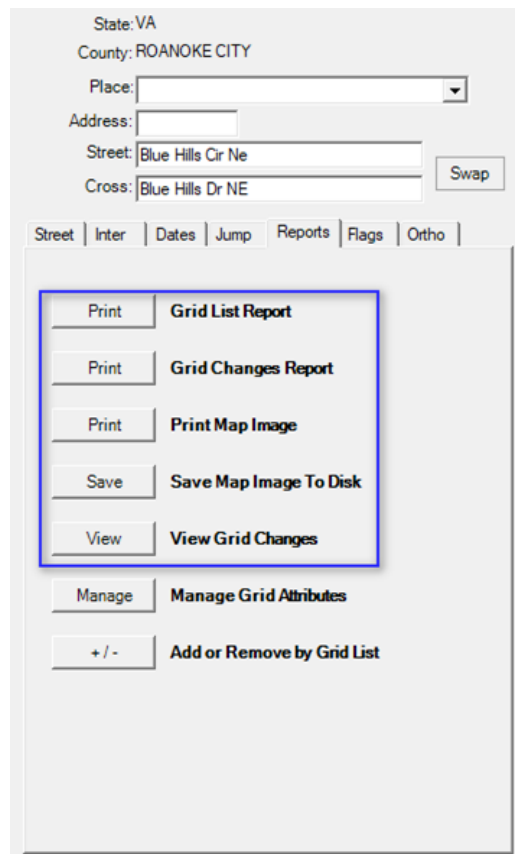 State: VA
County: ROANOKE CITY
Place:
Address:
Street: Blue Hills Cir Ne
Swap
Cross: Blue Hills Dr NE
Street Inter Dates Jump Reports Flags Ortho
Print Grid List Report
Print Grid Changes Report
Print Print Map Image
Save Save Map Image To Disk
View View Grid Changes
Manage Manage Grid Attributes
+ / - Add or Remove by Grid List